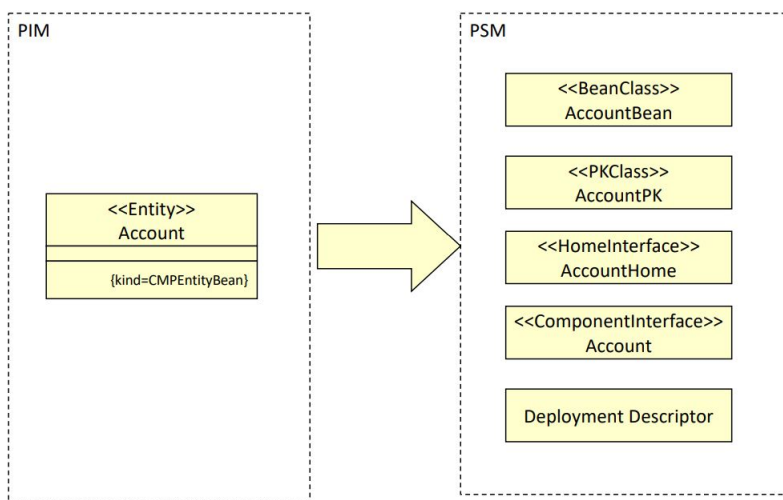 PIM
<<Entity>>
Account
{kind=CMPEntityBean}
PSM
<<BeanClass>>
AccountBean
<<PKClass>>
AccountPK
<<HomeInterface>>
AccountHome
<<ComponentInterface>>
Account
Deployment Descriptor